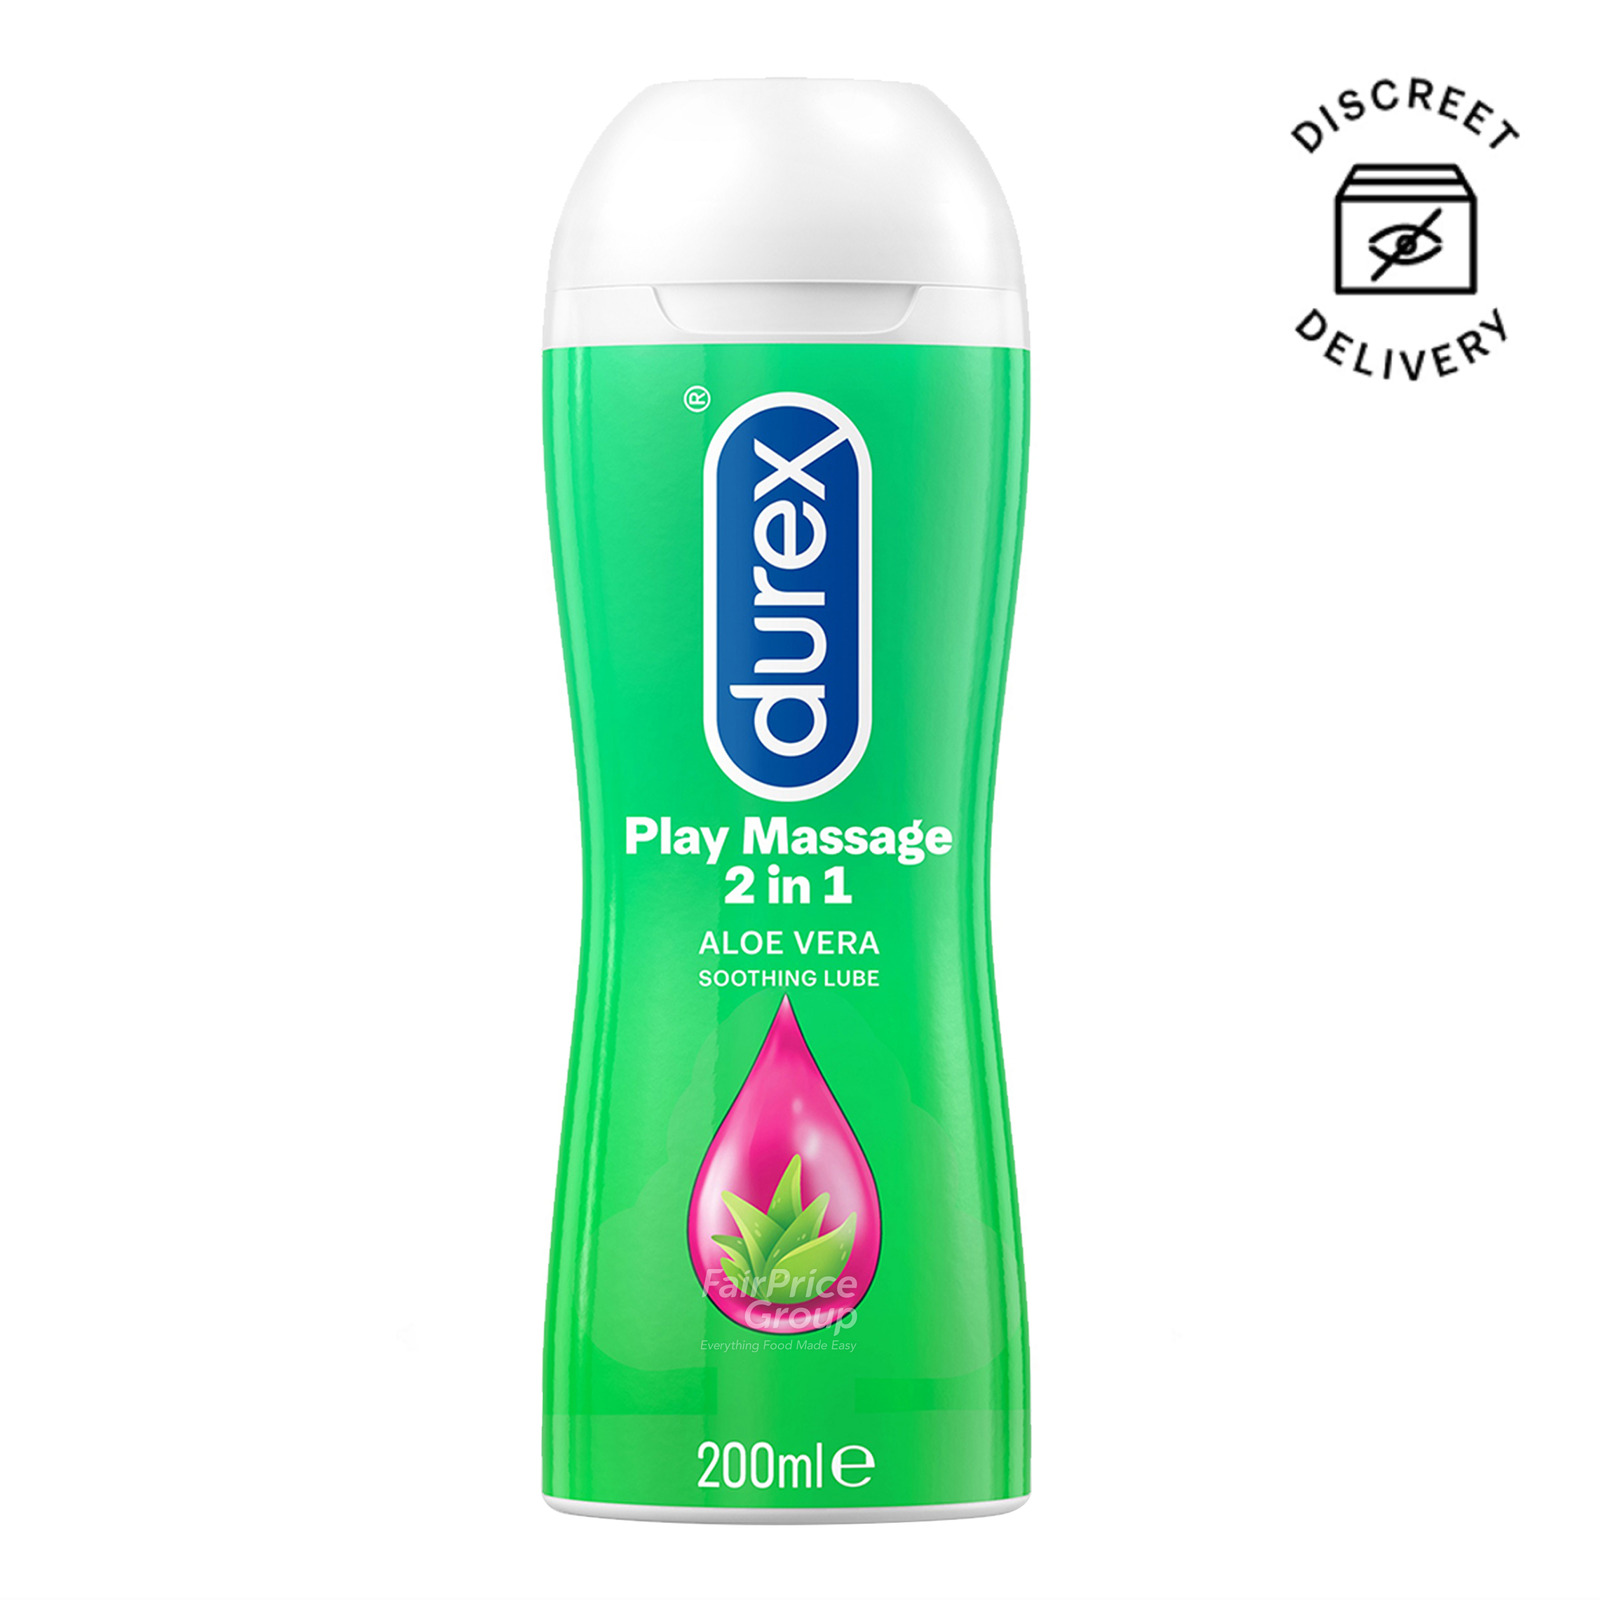 DISCREET
DELIVERY
®
durex
Play Massage
2 in 1
ALOE VERA
SOOTHING LUBE
FairPrice
Group
Everything Food Made Easy
200ml e